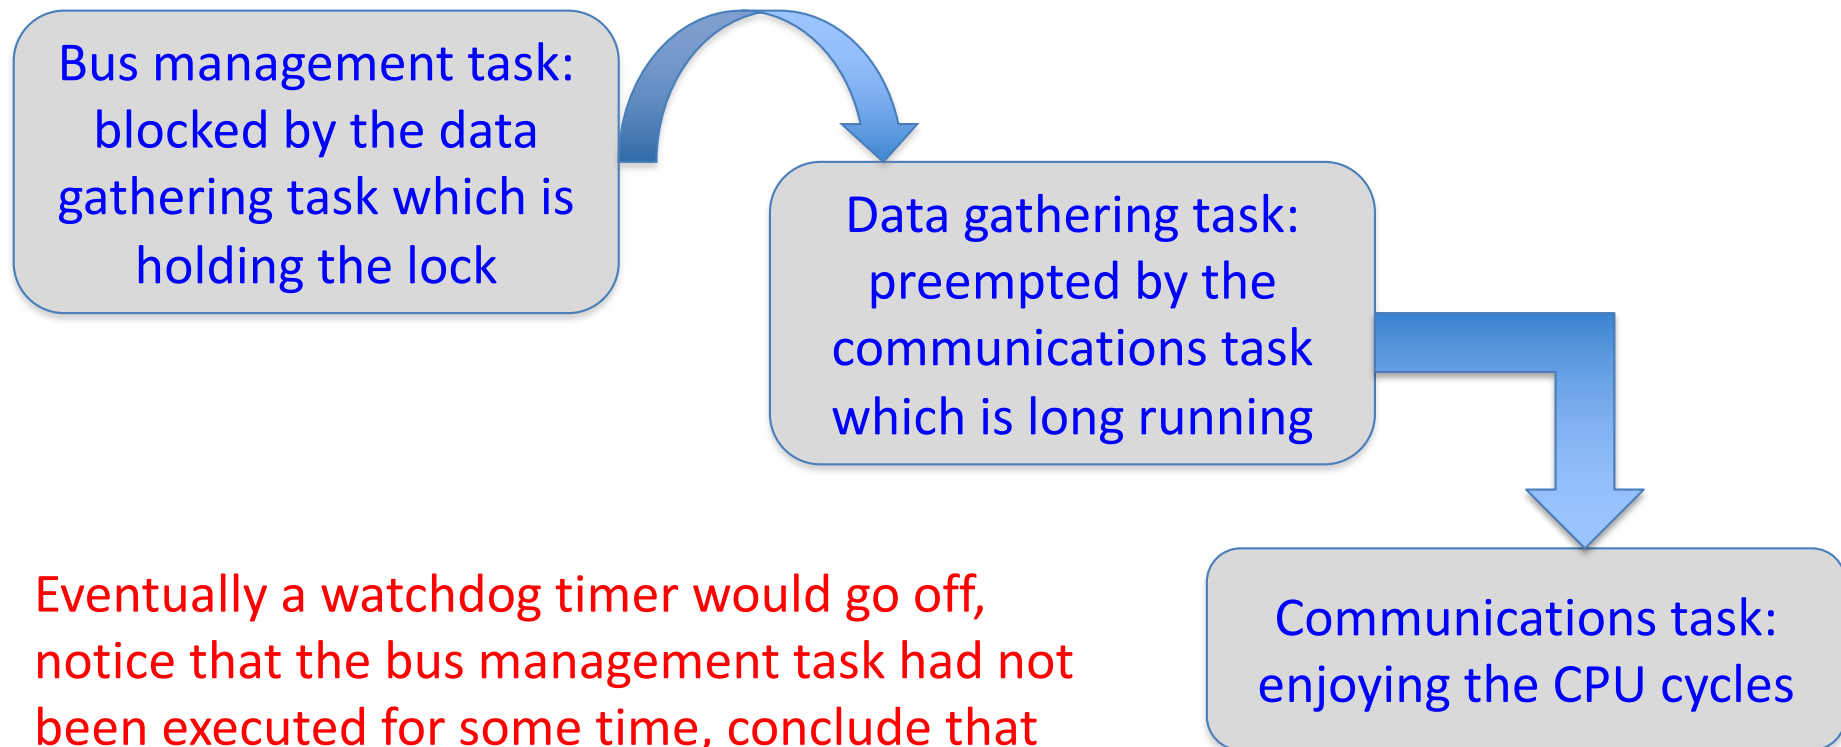 Bus management task:
blocked by the data
gathering task which is
holding the lock
Data gathering task:
preempted by the
communications task
which is long running
Eventually a watchdog timer would go off,
notice that the bus management task had not
been executed for some time, conclude that
Communications task:
enjoying the CPU cycles